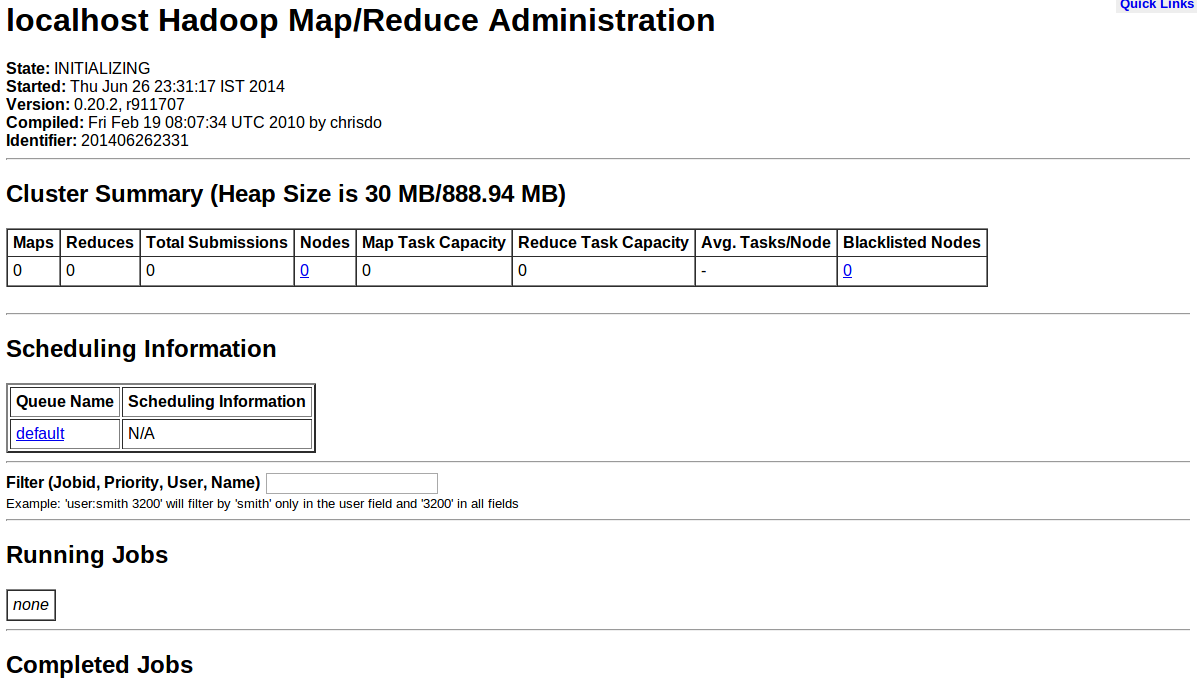 Quick Links
localhost Hadoop Map/Reduce Administration
State: INITIALIZING
Started: Thu Jun 26 23:31:17 IST 2014
Version: 0.20.2, r911707
Compiled: Fri Feb 19 08:07:34 UTC 2010 by chrisdo
Identifier: 201406262331
Cluster Summary (Heap Size is 30 MB/888.94 MB)
Maps Reduces Total Submissions Nodes Map Task Capacity Reduce Task Capacity Avg. Tasks/Node Blacklisted Nodes
0 0 0 0 0 0 - 0
Scheduling Information
Queue Name Scheduling Information
default N/A
Filter (Jobid, Priority, User, Name)
Example: 'user:smith 3200' will filter by 'smith' only in the user field and '3200' in all fields
Running Jobs
none
Completed Jobs